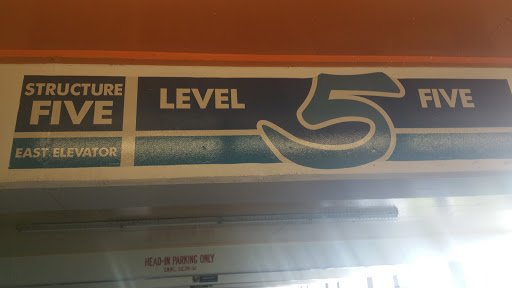 STRUCTURE
FIVE
EAST ELEVATOR
LEVEL 5 FIVE
HEAD-IN PARKING ONLY